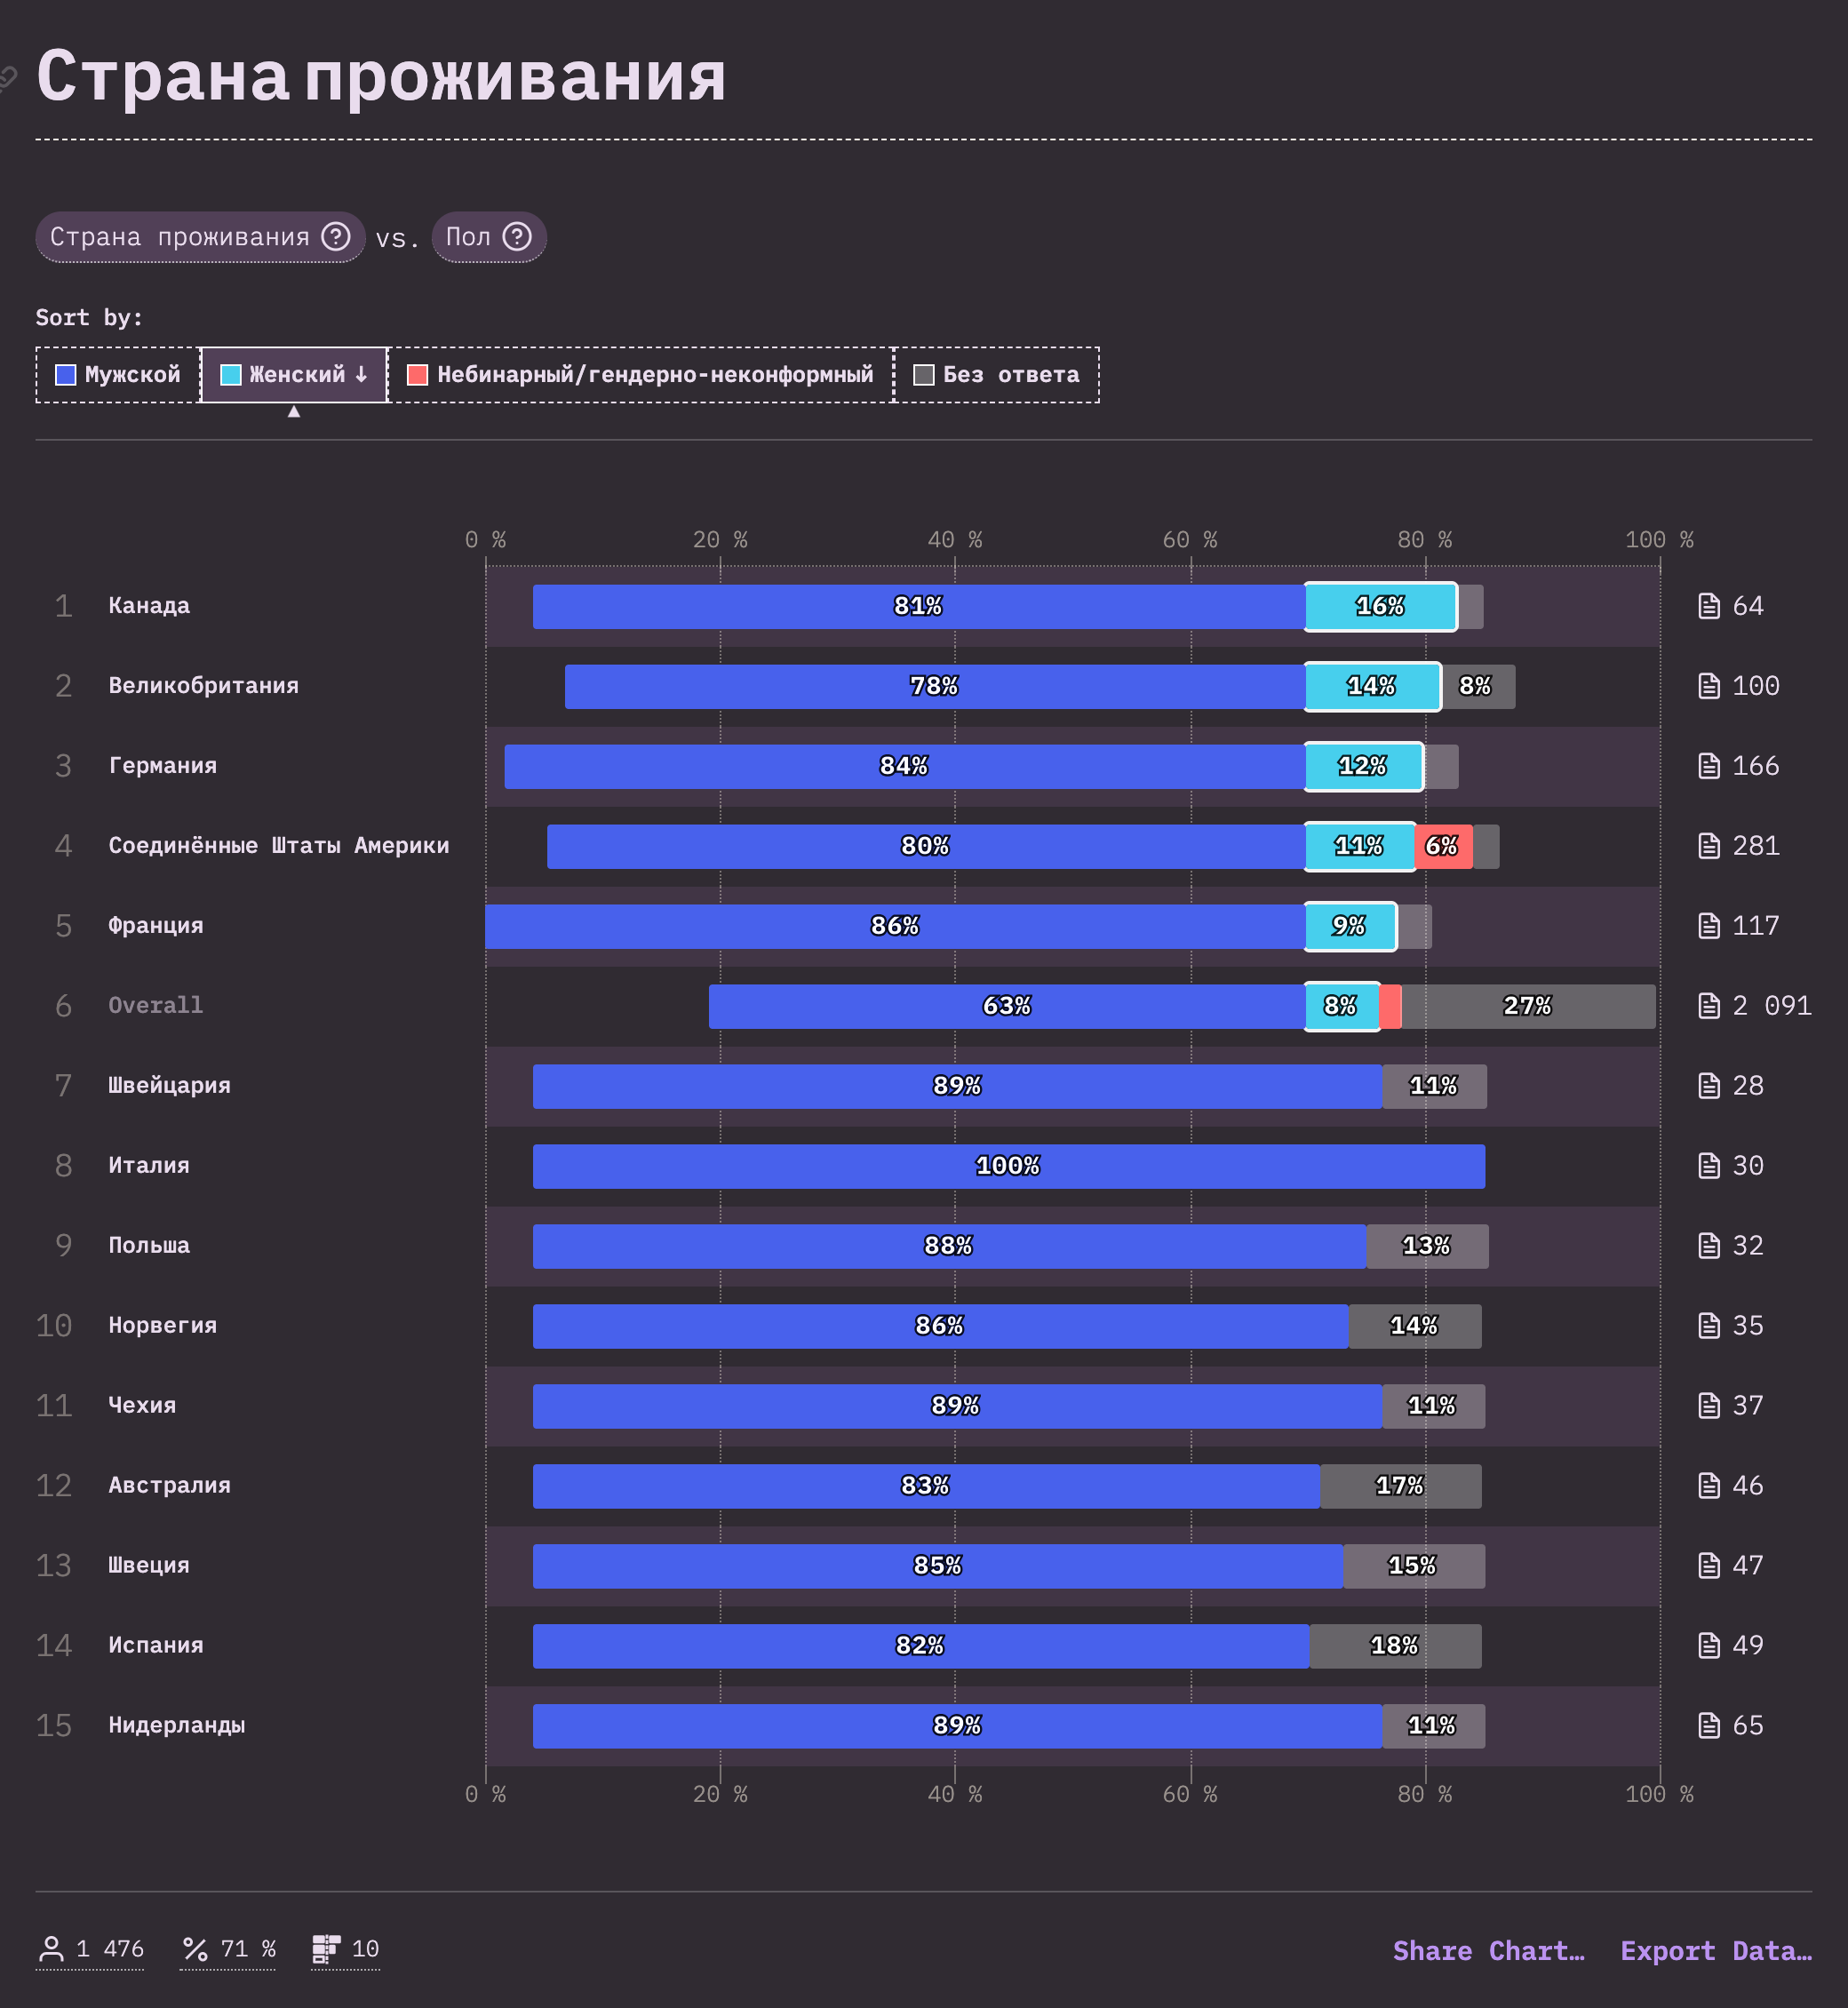 Страна проживания
Страна проживания vs. Пол
Sort by:
Мужской Женский ↓ Небинарный/гендерно-неконформный Без ответа
0 % 20 % 40 % 60 % 80 % 100 %
1 Канада 81% 16% 64
2 Великобритания 78% 14% 8% 100
3 Германия 84% 12% 166
4 Соединённые Штаты Америки 80% 11% 6% 281
5 Франция 86% 9% 117
6 Overall 63% 8% 27% 2 091
7 Швейцария 89% 11% 28
8 Италия 100% 30
9 Польша 88% 13% 32
10 Норвегия 86% 14% 35
11 Чехия 89% 11% 37
12 Австралия 83% 17% 46
13 Швеция 85% 15% 47
14 Испания 82% 18% 49
15 Нидерланды 89% 11% 65
0 % 20 % 40 % 60 % 80 % 100 %
1 476 71 % 10 Share Chart… Export Data…